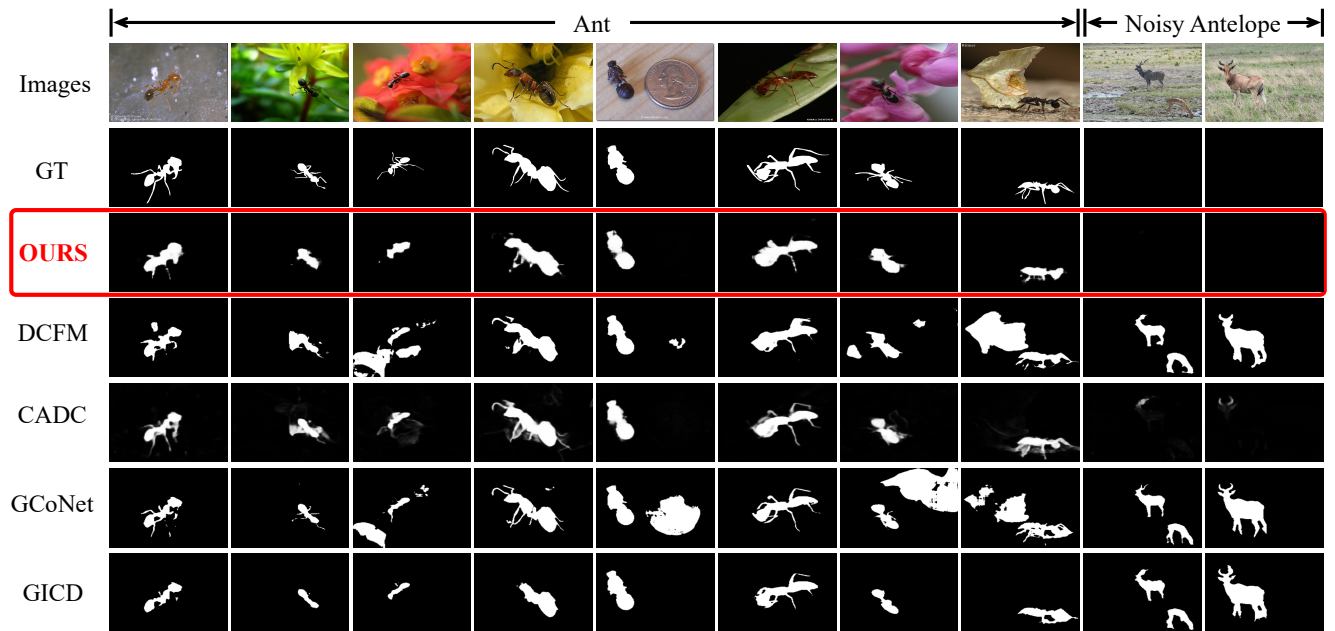 Ant
Noisy Antelope
Images
GT
OURS
DCFM
CADC
GCoNet
GICD